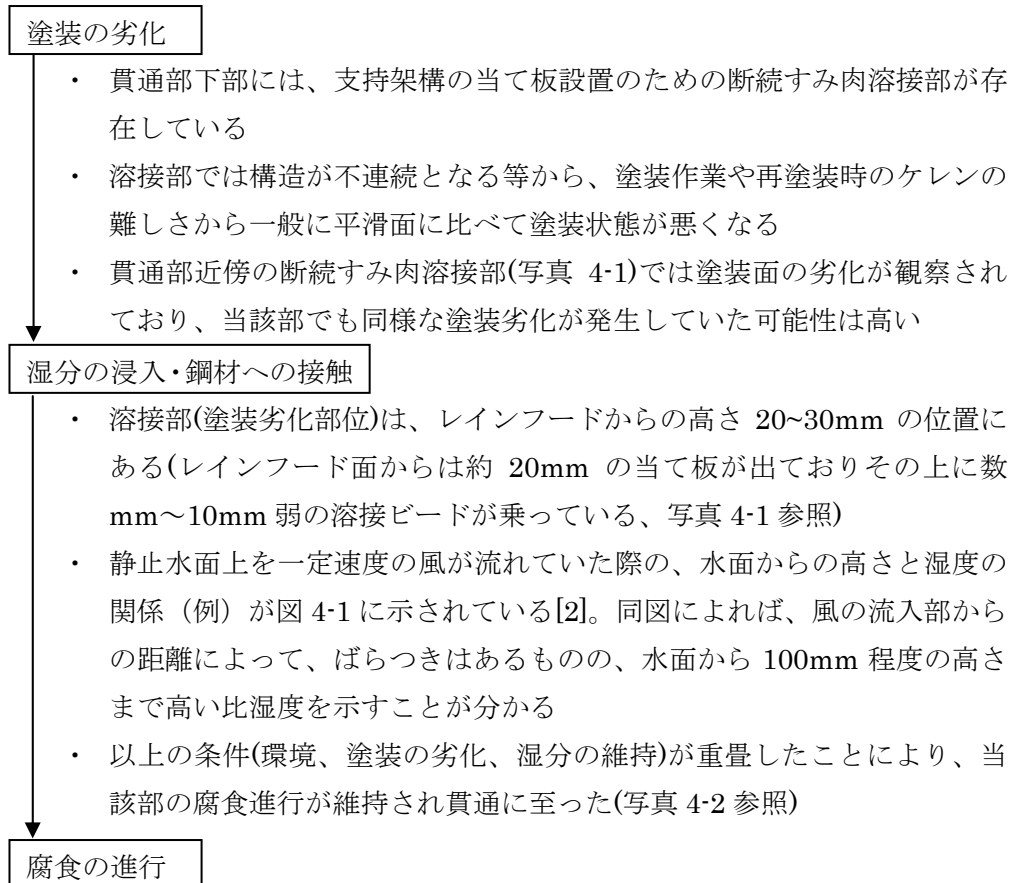 塗装の劣化
・ 貫通部下部には、支持架構の当て板設置のための断続すみ肉溶接部が存
在している
・ 溶接部では構造が不連続となる等から、塗装作業や再塗装時のケレンの
難しさから一般に平滑面に比べて塗装状態が悪くなる
・ 貫通部近傍の断続すみ肉溶接部(写真 4-1)では塗装面の劣化が観察され
ており、当該部でも同様な塗装劣化が発生していた可能性は高い
湿分の浸入・鋼材への接触
・ 溶接部(塗装劣化部位)は、レインフードからの高さ 20~30mm の位置に
ある(レインフード面からは約 20mm の当て板が出ておりその上に数
mm～10mm 弱の溶接ビードが乗っている、写真 4-1 参照)
・ 静止水面上を一定速度の風が流れていた際の、水面からの高さと湿度の
関係（例）が図 4-1 に示されている[2]。同図によれば、風の流入部から
の距離によって、ばらつきはあるものの、水面から 100mm 程度の高さ
まで高い比湿度を示すことが分かる
・ 以上の条件(環境、塗装の劣化、湿分の維持)が重畳したことにより、当
該部の腐食進行が維持され貫通に至った(写真 4-2 参照)
腐食の進行